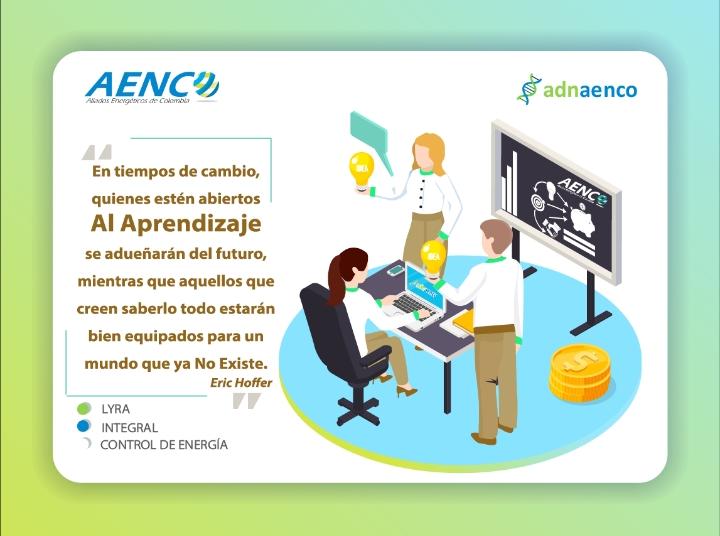 AENCO
Aliados Energéticos de Colombia
adnaenco
“
En tiempos de cambio,
quienes estén abiertos
Al Aprendizaje
se adueñarán del futuro,
mientras que aquellos que
creen saberlo todo estarán
bien equipados para un
mundo que ya No Existe.
Eric Hoffer
”
LYRA
INTEGRAL
CONTROL DE ENERGÍA
IDEA
IDEA
AENCO